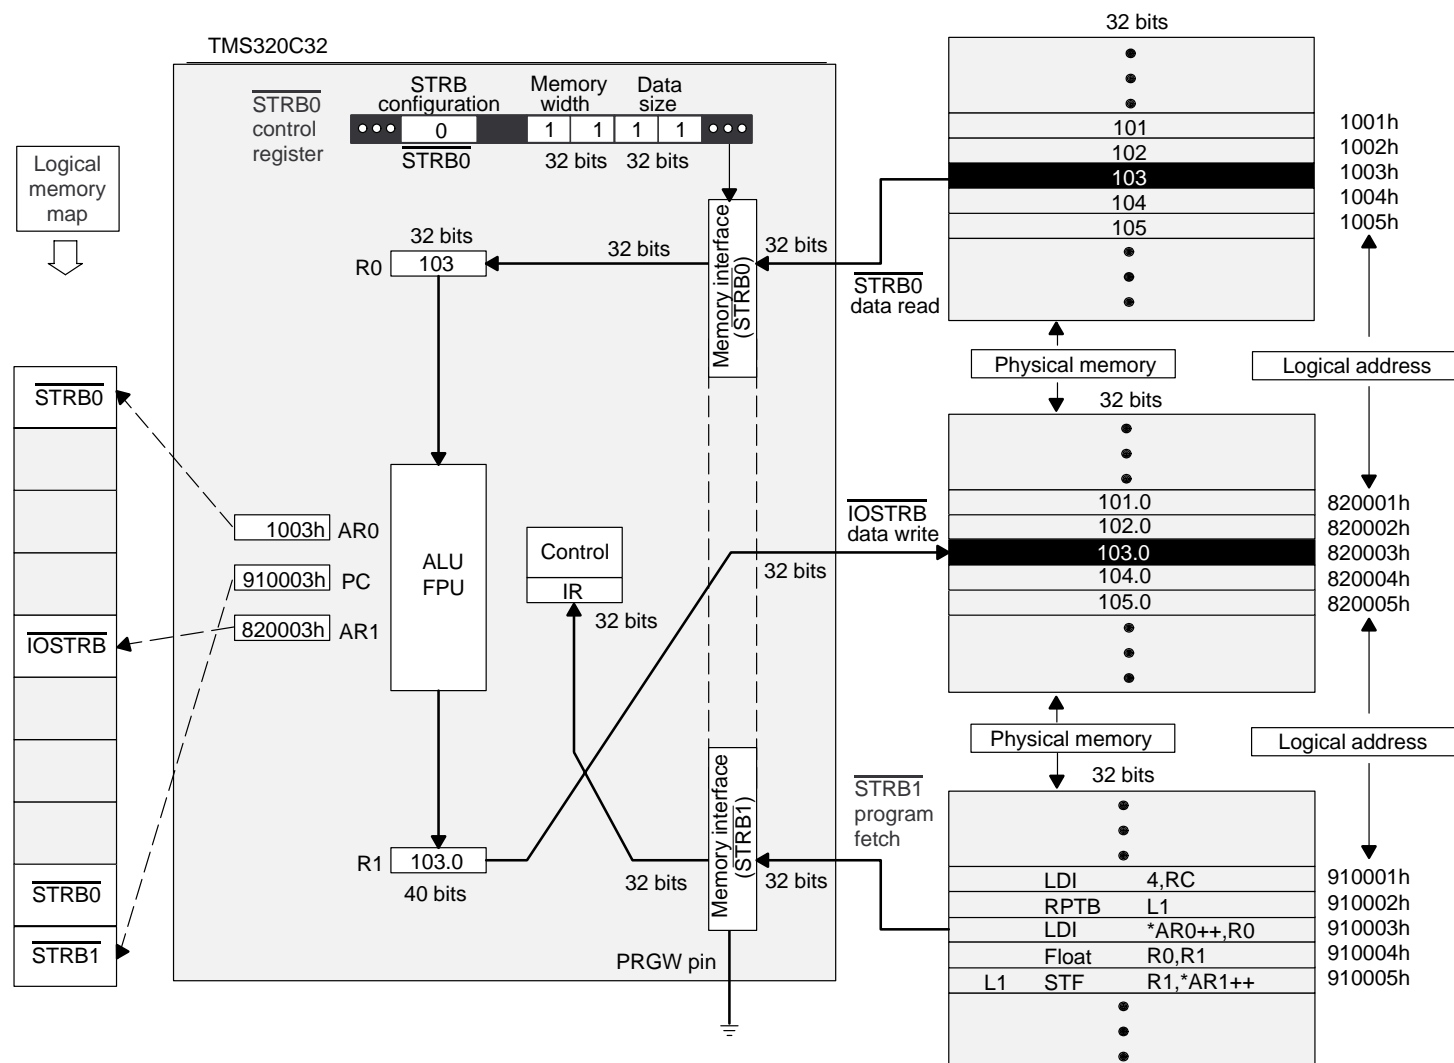 TMS320C32
STRB0
control
register
STRB
configuration
Memory
width
Data
size
0
1 1 1 1
STRB0
32 bits
32 bits
Logical
memory
map
STRB0
IOSTRB
STRB0
STRB1
32 bits
R0
103
32 bits
Memory interface
(STRB0)
32 bits
STRB0
data read
1003h AR0
910003h PC
820003h AR1
ALU
FPU
Control
IR
32 bits
32 bits
IOSTRB
data write
R1
103.0
40 bits
32 bits
Memory interface
(STRB1)
32 bits
STRB1
program
fetch
PRGW pin
32 bits
101 1001h
102 1002h
103 1003h
104 1004h
105 1005h
Physical memory
Logical address
32 bits
101.0 820001h
102.0 820002h
103.0 820003h
104.0 820004h
105.0 820005h
Physical memory
Logical address
32 bits
LDI 4,RC 910001h
RPTB L1 910002h
LDI *AR0++,R0 910003h
Float R0,R1 910004h
L1 STF R1,*AR1++ 910005h